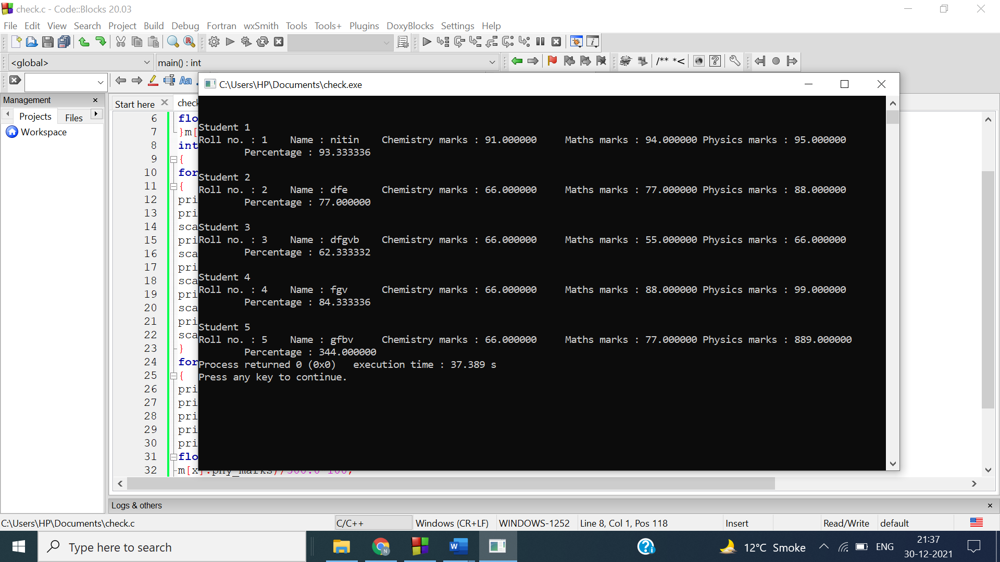 check.c - Code::Blocks 20.03
File Edit View Search Project Build Debug Fortran wxSmith Tools Tools+ Plugins DoxyBlocks Settings Help
<global> main() : int /** *<
C:\Users\HP\Documents\check.exe
Management
Start here check
Projects Files
Workspace
6 flo
7 }m[
8 int
9 {
10 for
11 {
12 pri
13 pri
14 sca
15 pri
16 sca
17 pri
18 sca
19 pri
20 sca
21 pri
22 sca
23 }
24 for
25 {
26 pri
27 pri
28 pri
29 pri
30 pri
31 flo
32 m[x].phy_marks)/300.0*100;
Student 1
Roll no. : 1 Name : nitin Chemistry marks : 91.000000 Maths marks : 94.000000 Physics marks : 95.000000
Percentage : 93.333336
Student 2
Roll no. : 2 Name : dfe Chemistry marks : 66.000000 Maths marks : 77.000000 Physics marks : 88.000000
Percentage : 77.000000
Student 3
Roll no. : 3 Name : dfgvb Chemistry marks : 66.000000 Maths marks : 55.000000 Physics marks : 66.000000
Percentage : 62.333332
Student 4
Roll no. : 4 Name : fgv Chemistry marks : 66.000000 Maths marks : 88.000000 Physics marks : 99.000000
Percentage : 84.333336
Student 5
Roll no. : 5 Name : gfbv Chemistry marks : 66.000000 Maths marks : 77.000000 Physics marks : 889.000000
Percentage : 344.000000
Process returned 0 (0x0) execution time : 37.389 s
Press any key to continue.
Logs & others
C:\Users\HP\Documents\check.c C/C++ Windows (CR+LF) WINDOWS-1252 Line 8, Col 1, Pos 118 Insert Read/Write default
Type here to search
12°C Smoke ENG
21:37
30-12-2021